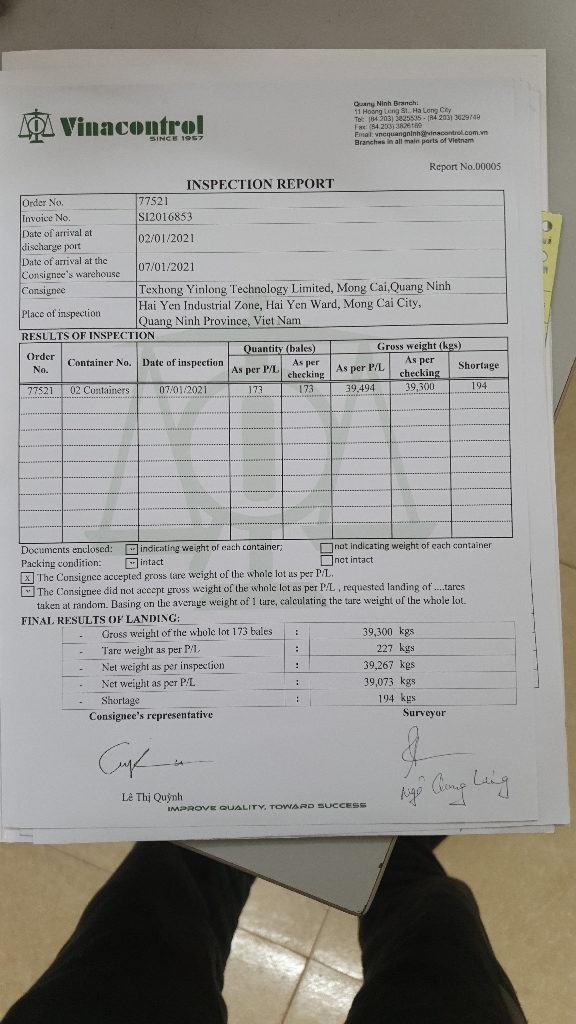 Vinacontrol
SINCE 1957
Quang Ninh Branch:
11 Hoang Long St., Ha Long City
Tel: (84.203) 3825535 - (84.203) 3629749
Fax: (84.203) 3826169
Email: vncquangninh@vinacontrol.com.vn
Branches in all main ports of Vietnam
Report No.00005
INSPECTION REPORT
Order No. 77521
Invoice No. SI2016853
Date of arrival at discharge port 02/01/2021
Date of arrival at the Consignee's warehouse 07/01/2021
Consignee Texhong Yinlong Technology Limited, Mong Cai,Quang Ninh
Place of inspection Hai Yen Industrial Zone, Hai Yen Ward, Mong Cai City,
Quang Ninh Province, Viet Nam
RESULTS OF INSPECTION
Order No. Container No. Date of inspection Quantity (bales) Gross weight (kgs)
As per P/L As per checking As per P/L As per checking Shortage
77521 02 Containers 07/01/2021 173 173 39,494 39,300 194
Documents enclosed: indicating weight of each container; not indicating weight of each container
Packing condition: intact not intact
X The Consignee accepted gross tare weight of the whole lot as per P/L.
The Consignee did not accept gross weight of the whole lot as per P/L , requested landing of ....tares
taken at random. Basing on the average weight of 1 tare, calculating the tare weight of the whole lot.
FINAL RESULTS OF LANDING:
- Gross weight of the whole lot 173 bales : 39,300 kgs
- Tare weight as per P/L : 227 kgs
- Net weight as per inspection : 39,267 kgs
- Net weight as per P/L : 39,073 kgs
- Shortage : 194 kgs
Consignee's representative Surveyor
Lê Thị Quỳnh
IMPROVE QUALITY, TOWARD SUCCESS